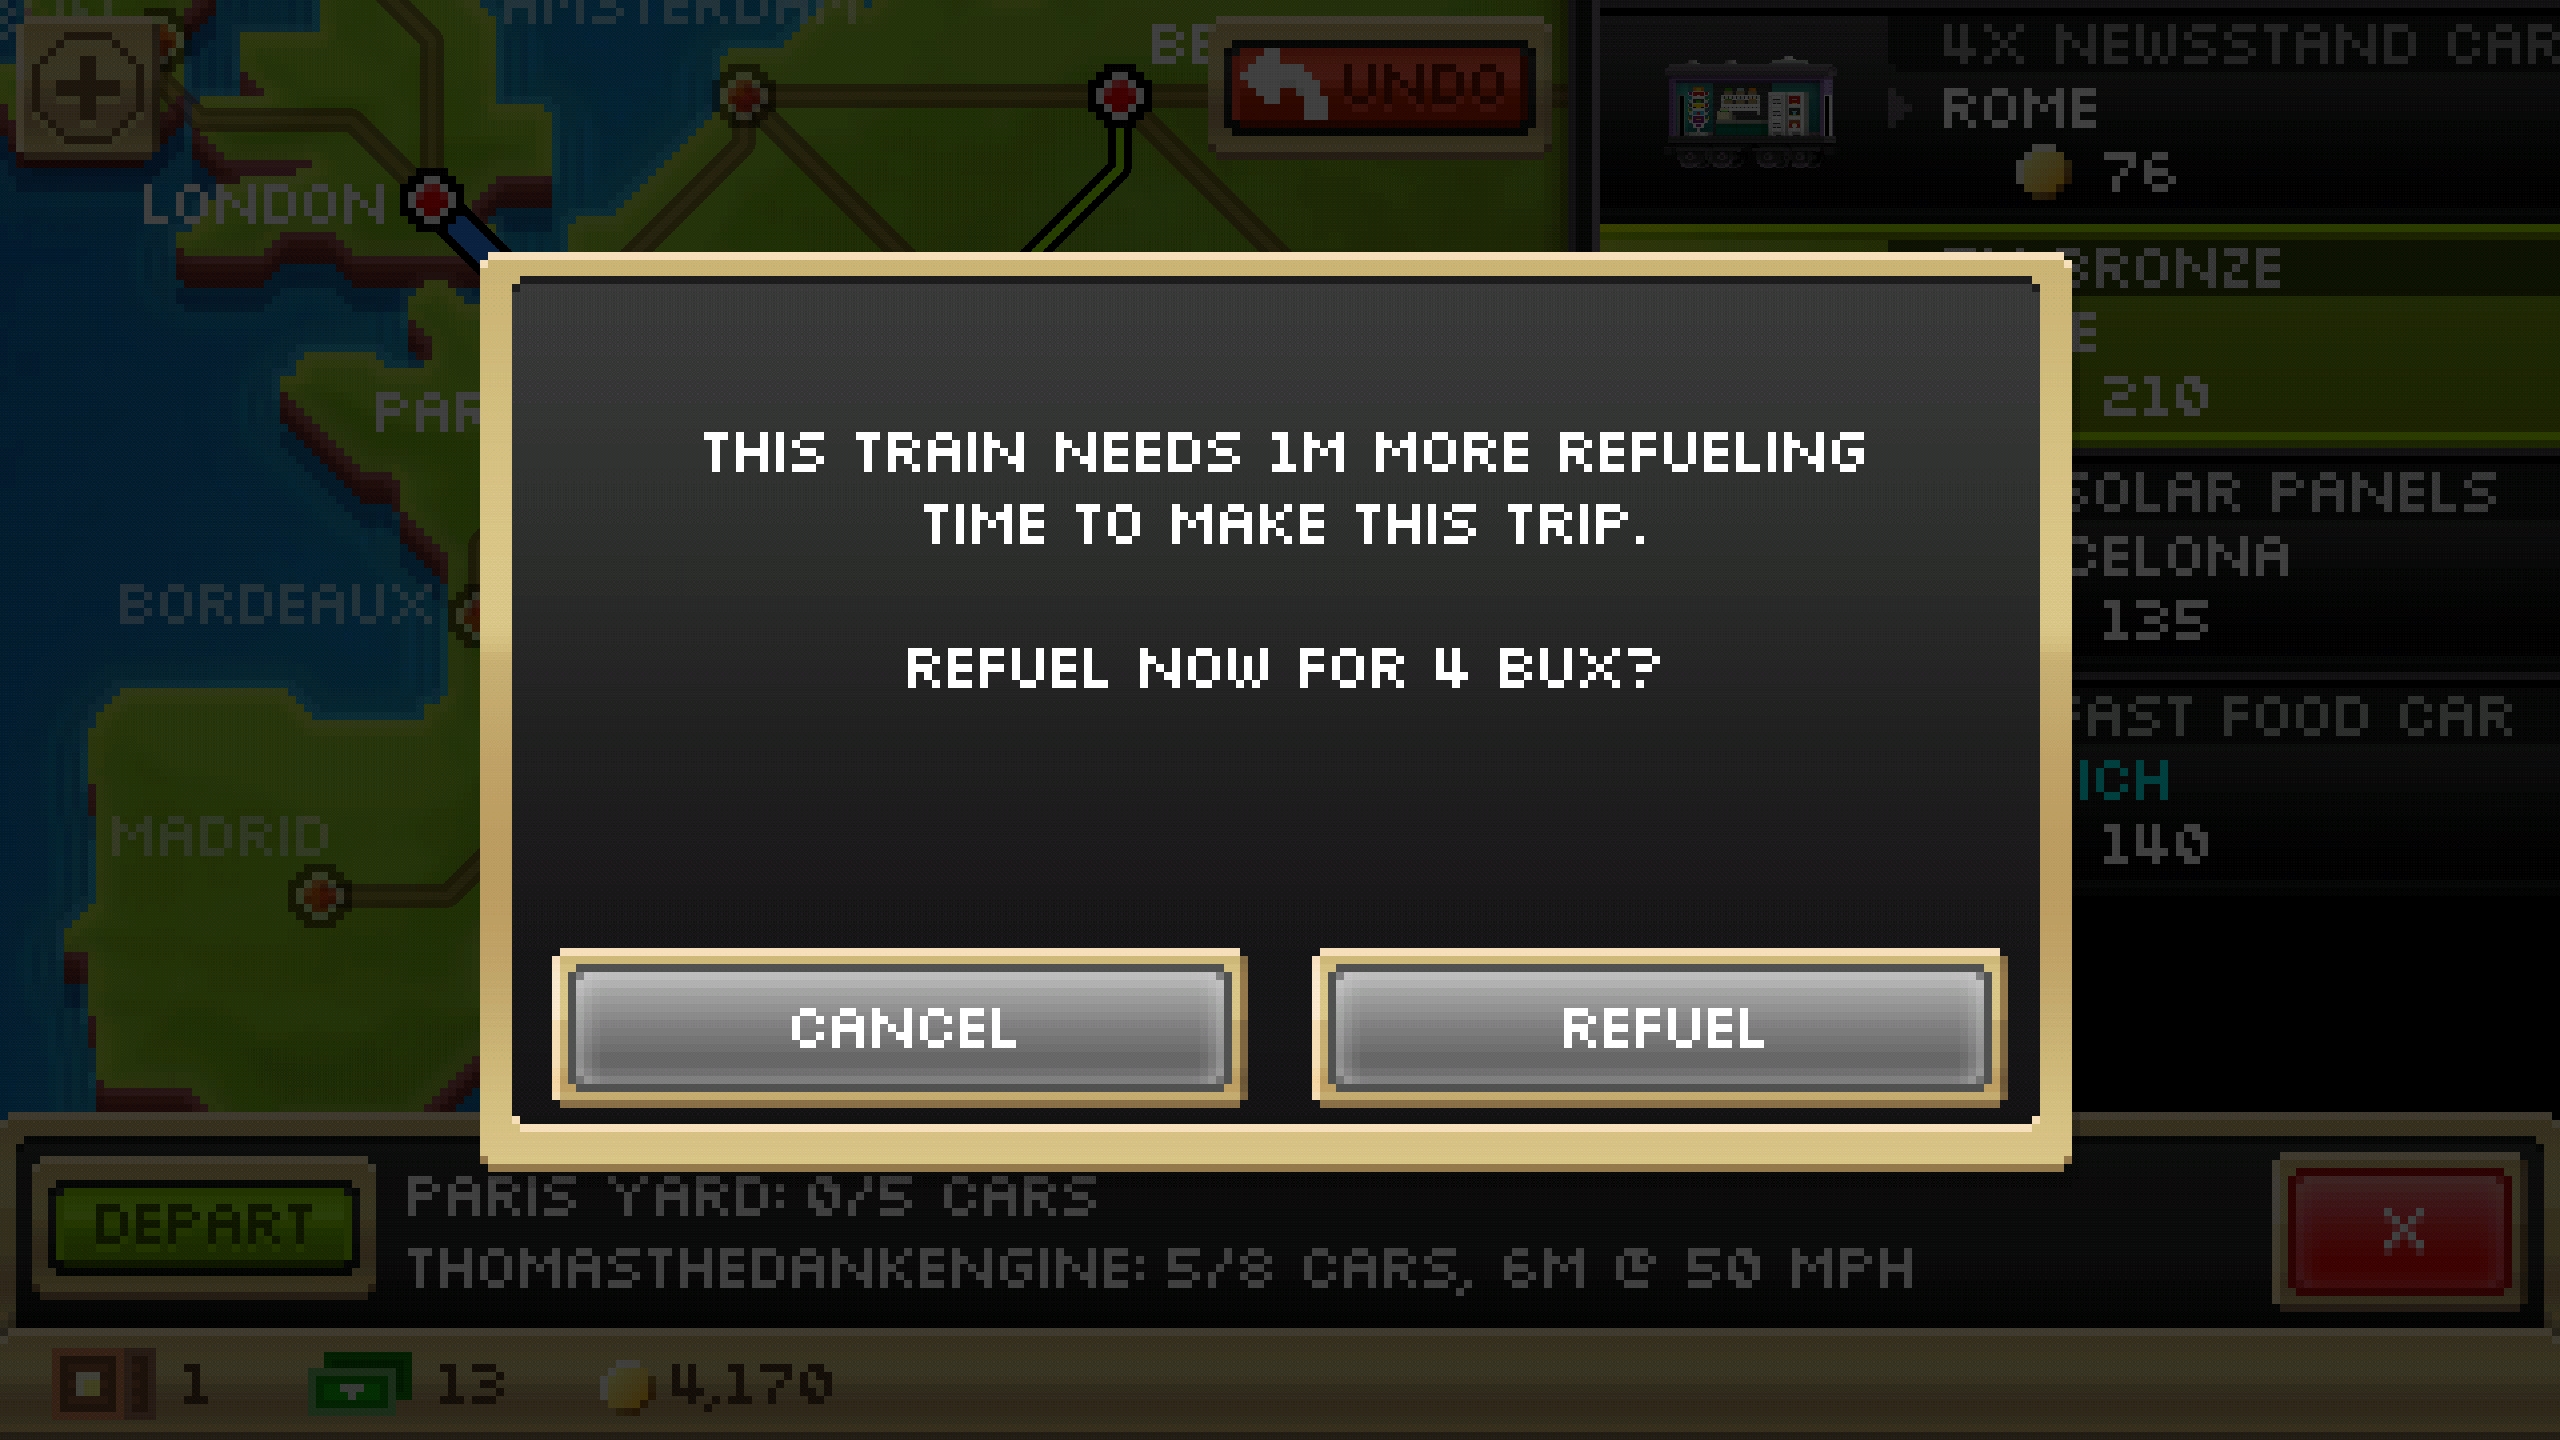 AMSTERDAM
UNDO
LONDON
BORDEAUX
MADRID
4X NEWSSTAND CAR
ROME
76
BRONZE
210
SOLAR PANELS
135
FAST FOOD CAR
140
THIS TRAIN NEEDS 1M MORE REFUELING
TIME TO MAKE THIS TRIP.
REFUEL NOW FOR 4 BUX?
CANCEL
REFUEL
DEPART
PARIS YARD: 0/5 CARS
THOMASTHEDANKENGINE: 5/8 CARS, 6M @ 50 MPH
X
1
13
4,170